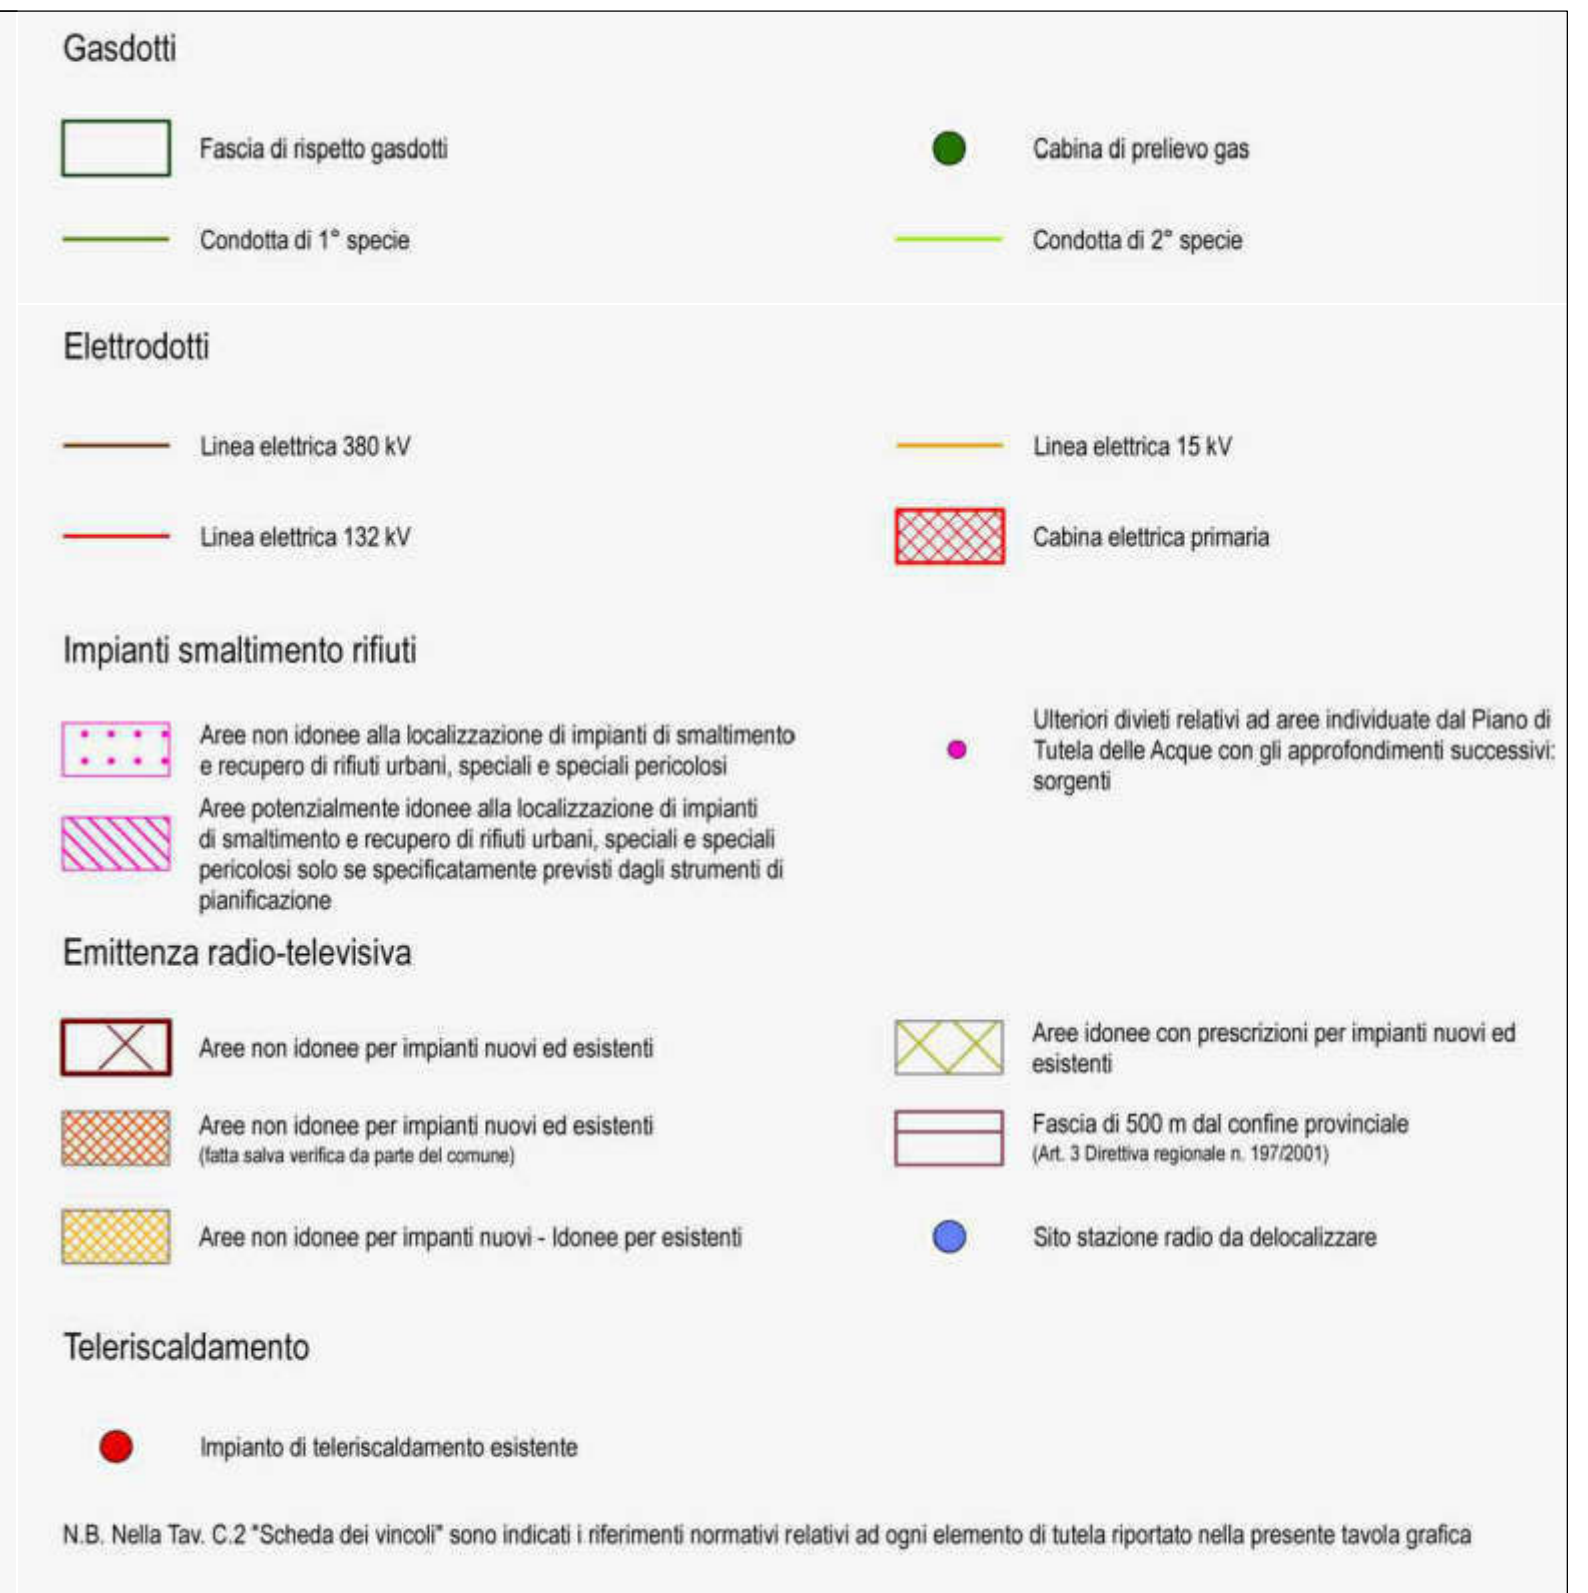 Gasdotti
Fascia di rispetto gasdotti
Cabina di prelievo gas
Condotta di 1° specie
Condotta di 2° specie
Elettrodotti
Linea elettrica 380 kV
Linea elettrica 15 kV
Linea elettrica 132 kV
Cabina elettrica primaria
Impianti smaltimento rifiuti
Aree non idonee alla localizzazione di impianti di smaltimento
e recupero di rifiuti urbani, speciali e speciali pericolosi
Ulteriori divieti relativi ad aree individuate dal Piano di
Tutela delle Acque con gli approfondimenti successivi:
sorgenti
Aree potenzialmente idonee alla localizzazione di impianti
di smaltimento e recupero di rifiuti urbani, speciali e speciali
pericolosi solo se specificatamente previsti dagli strumenti di
pianificazione
Emittenza radio-televisiva
Aree non idonee per impianti nuovi ed esistenti
Aree idonee con prescrizioni per impianti nuovi ed
esistenti
Aree non idonee per impianti nuovi ed esistenti
(fatta salva verifica da parte del comune)
Fascia di 500 m dal confine provinciale
(Art. 3 Direttiva regionale n. 197/2001)
Aree non idonee per impanti nuovi - Idonee per esistenti
Sito stazione radio da delocalizzare
Teleriscaldamento
Impianto di teleriscaldamento esistente
N.B. Nella Tav. C.2 "Scheda dei vincoli" sono indicati i riferimenti normativi relativi ad ogni elemento di tutela riportato nella presente tavola grafica